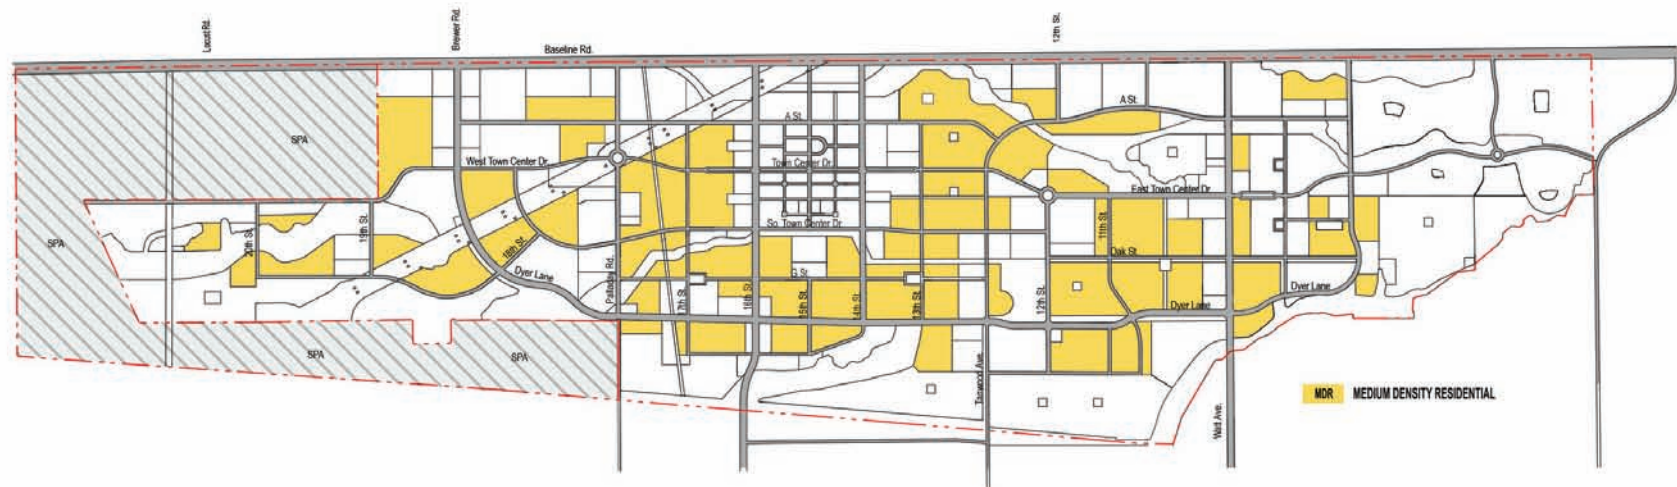 Locust Rd.
Brewer Rd.
Baseline Rd.
12th St.
SPA
A St.
A St.
West Town Center Dr.
Town Center Dr.
East Town Center Dr.
So. Town Center Dr
SPA
20th St.
19th St.
18th St.
11th St.
Oak St
Dyer Lane
Palladay Rd.
G St.
17th St.
16th St.
15th St.
14th St.
13th St.
12th St.
Dyer Lane
Dyer Lane
SPA
SPA
Tanwood Ave.
Watt Ave.
MDR MEDIUM DENSITY RESIDENTIAL